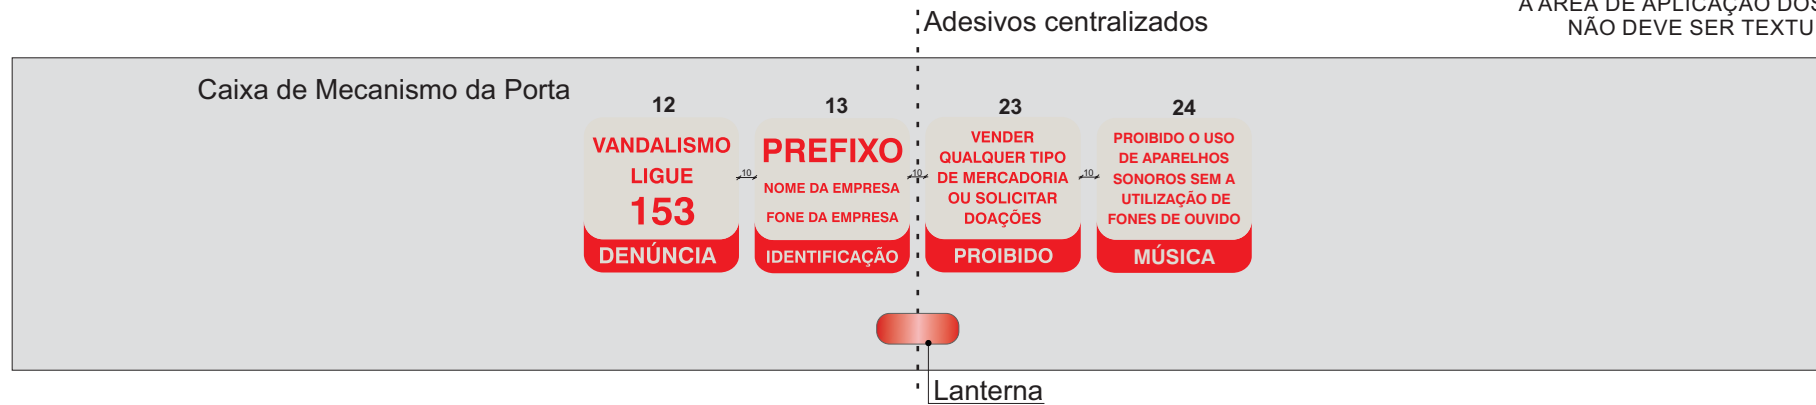 Adesivos centralizados
A ÁREA DE APLICAÇÃO DOS
NÃO DEVE SER TEXTU
Caixa de Mecanismo da Porta
12
VANDALISMO
LIGUE
153
DENÚNCIA
10
13
PREFIXO
NOME DA EMPRESA
FONE DA EMPRESA
IDENTIFICAÇÃO
10
23
VENDER
QUALQUER TIPO
DE MERCADORIA
OU SOLICITAR
DOAÇÕES
PROIBIDO
10
24
PROIBIDO O USO
DE APARELHOS
SONOROS SEM A
UTILIZAÇÃO DE
FONES DE OUVIDO
MÚSICA
Lanterna